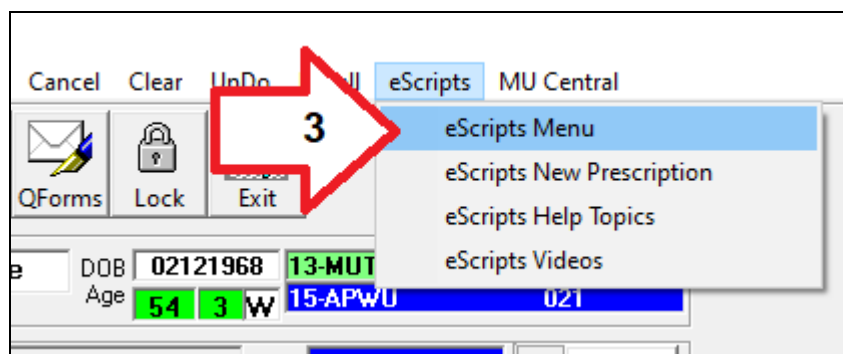 Cancel Clear UnDo eScripts MU Central
3
eScripts Menu
QForms Lock Exit
eScripts New Prescription
eScripts Help Topics
eScripts Videos
DOB 02121968 13-MUT
Age 54 3 W 15-APWU 021